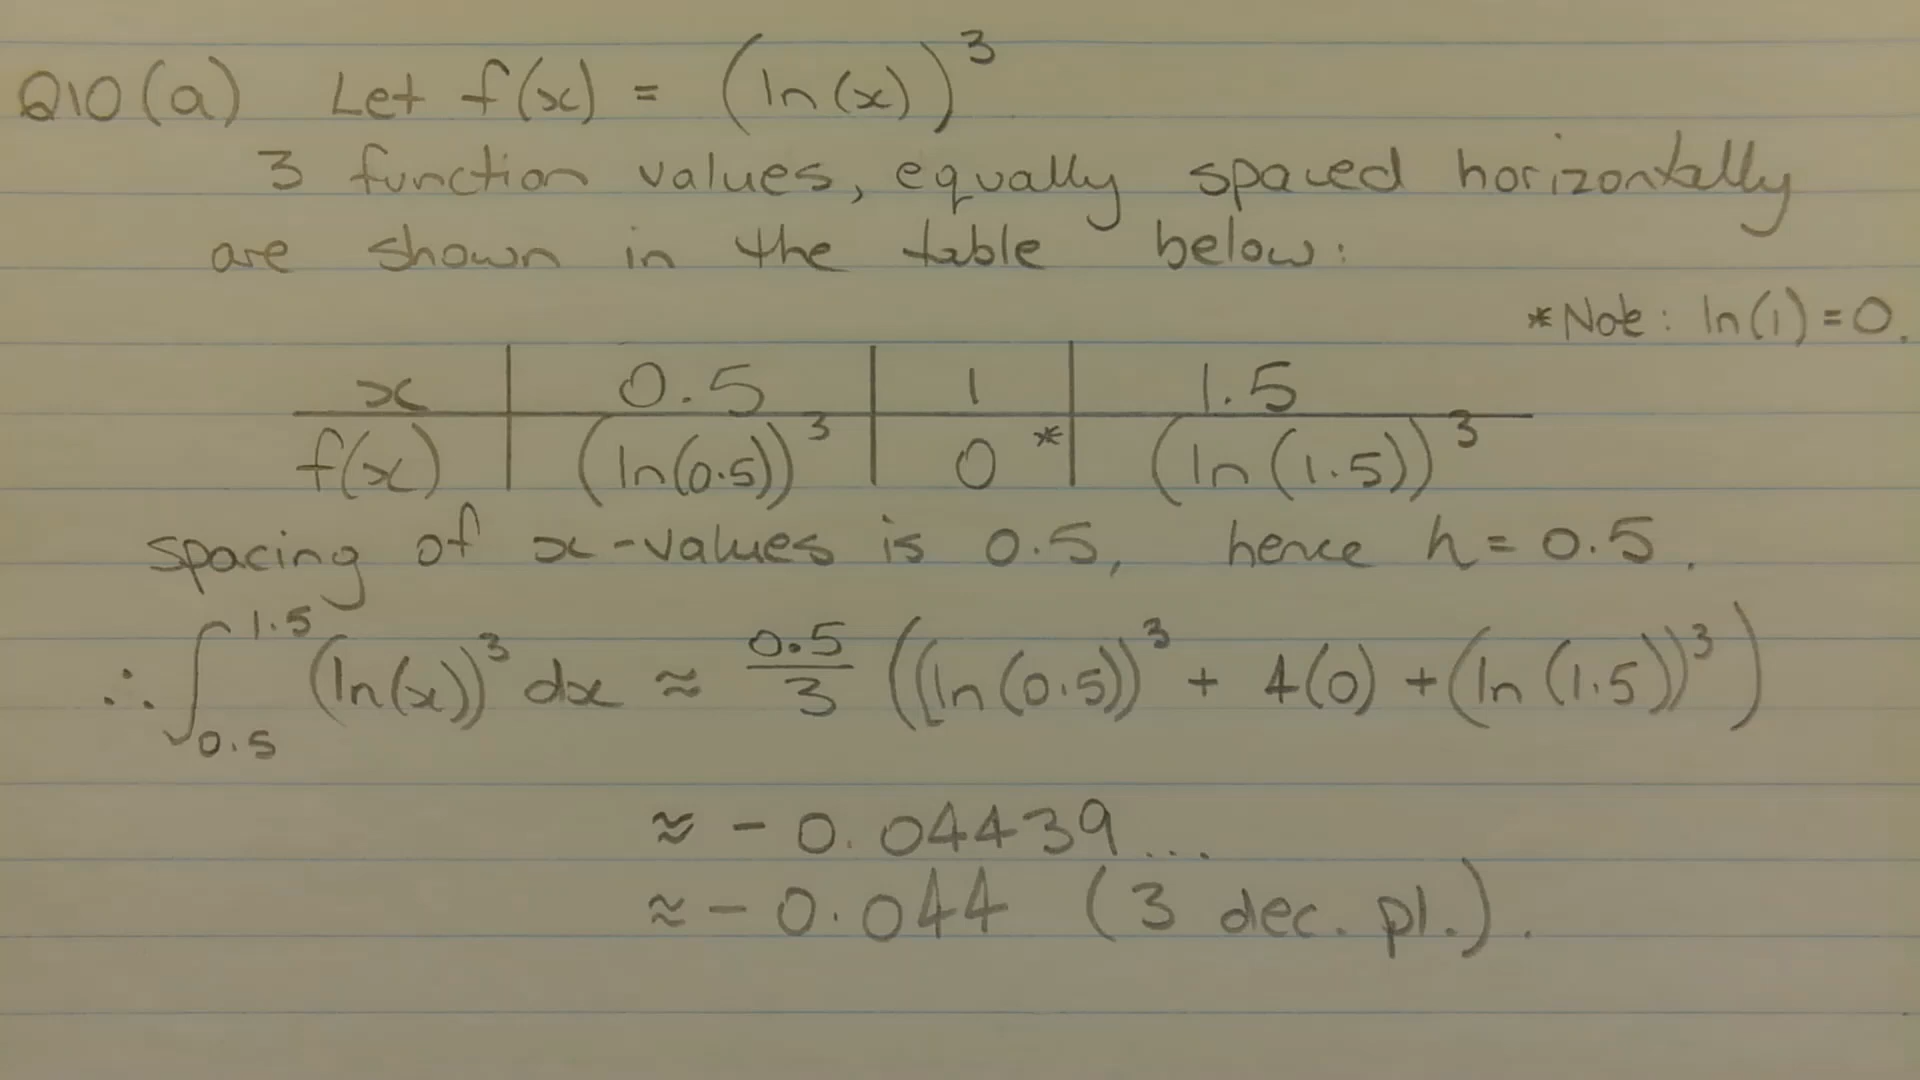 Q10(a) Let f(x) = (ln(x))³
3 function values, equally spaced horizontally
are shown in the table below:
*Note: ln(1)=0.
x | 0.5 | 1 | 1.5
f(x) | (ln(0.5))³ | 0 * | (ln(1.5))³
spacing of x-values is 0.5, hence h = 0.5.
∴ ∫_{0.5}^{1.5} (ln(x))³ dx ≈ 0.5/3 ((ln(0.5))³ + 4(0) + (ln(1.5))³)
≈ -0.04439...
≈ -0.044 (3 dec. pl.).